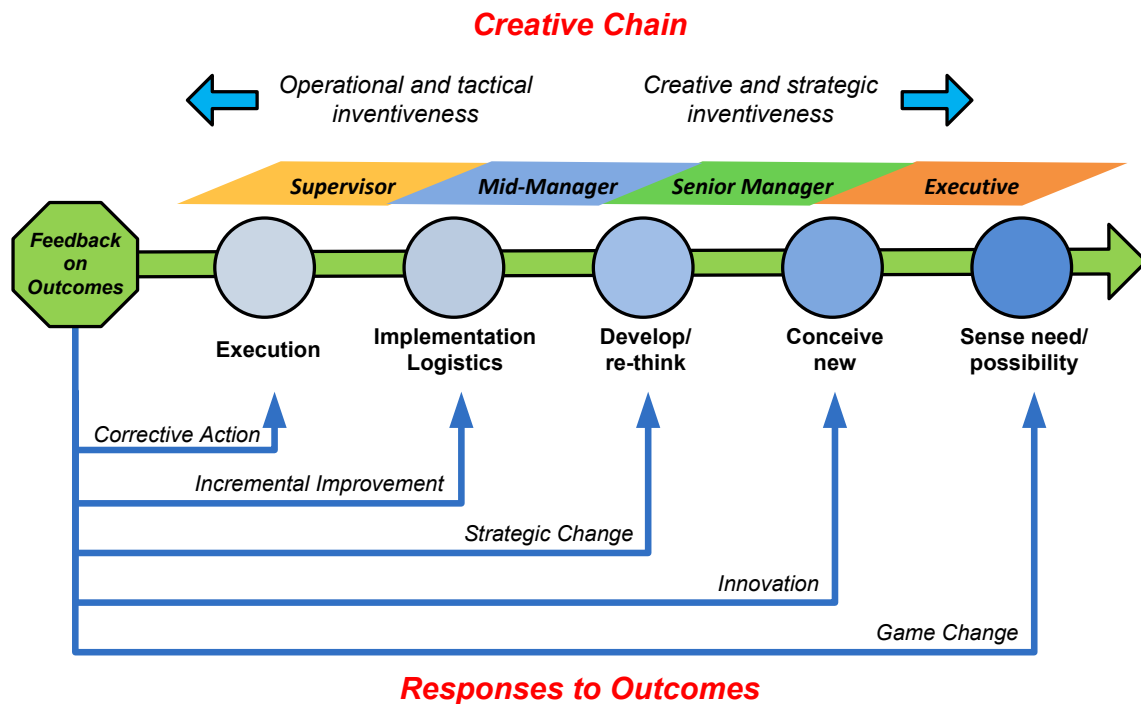 Creative Chain
Operational and tactical
inventiveness
Creative and strategic
inventiveness
Supervisor
Mid-Manager
Senior Manager
Executive
Feedback
on
Outcomes
Execution
Implementation
Logistics
Develop/
re-think
Conceive
new
Sense need/
possibility
Corrective Action
Incremental Improvement
Strategic Change
Innovation
Game Change
Responses to Outcomes